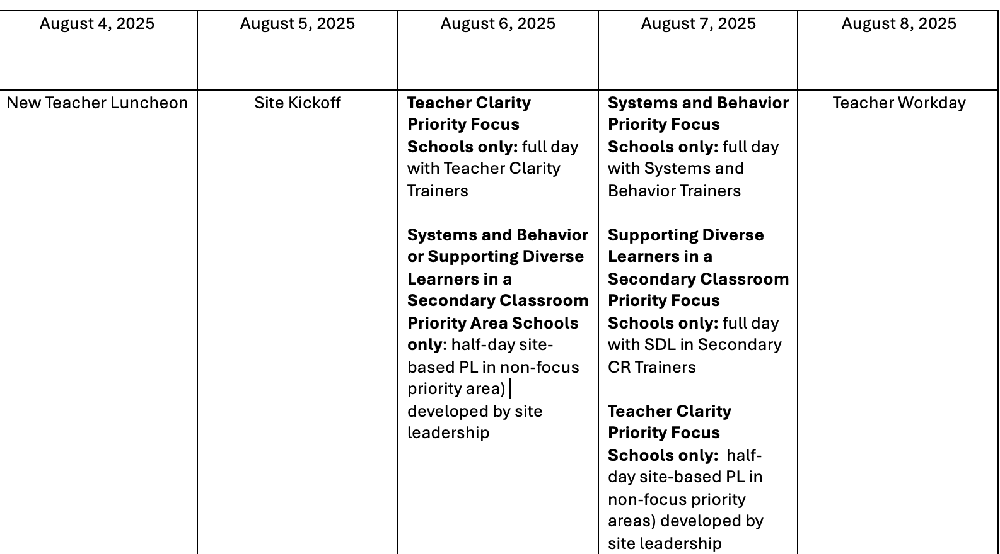 August 4, 2025
August 5, 2025
August 6, 2025
August 7, 2025
August 8, 2025
New Teacher Luncheon
Site Kickoff
Teacher Clarity
Priority Focus
Schools only: full day
with Teacher Clarity
Trainers
Systems and Behavior
or Supporting Diverse
Learners in a
Secondary Classroom
Priority Area Schools
only: half-day site-
based PL in non-focus
priority area)
developed by site
leadership
Systems and Behavior
Priority Focus
Schools only: full day
with Systems and
Behavior Trainers
Supporting Diverse
Learners in a
Secondary Classroom
Priority Focus
Schools only: full day
with SDL in Secondary
CR Trainers
Teacher Clarity
Priority Focus
Schools only:  half-
day site-based PL in
non-focus priority
areas) developed by
site leadership
Teacher Workday